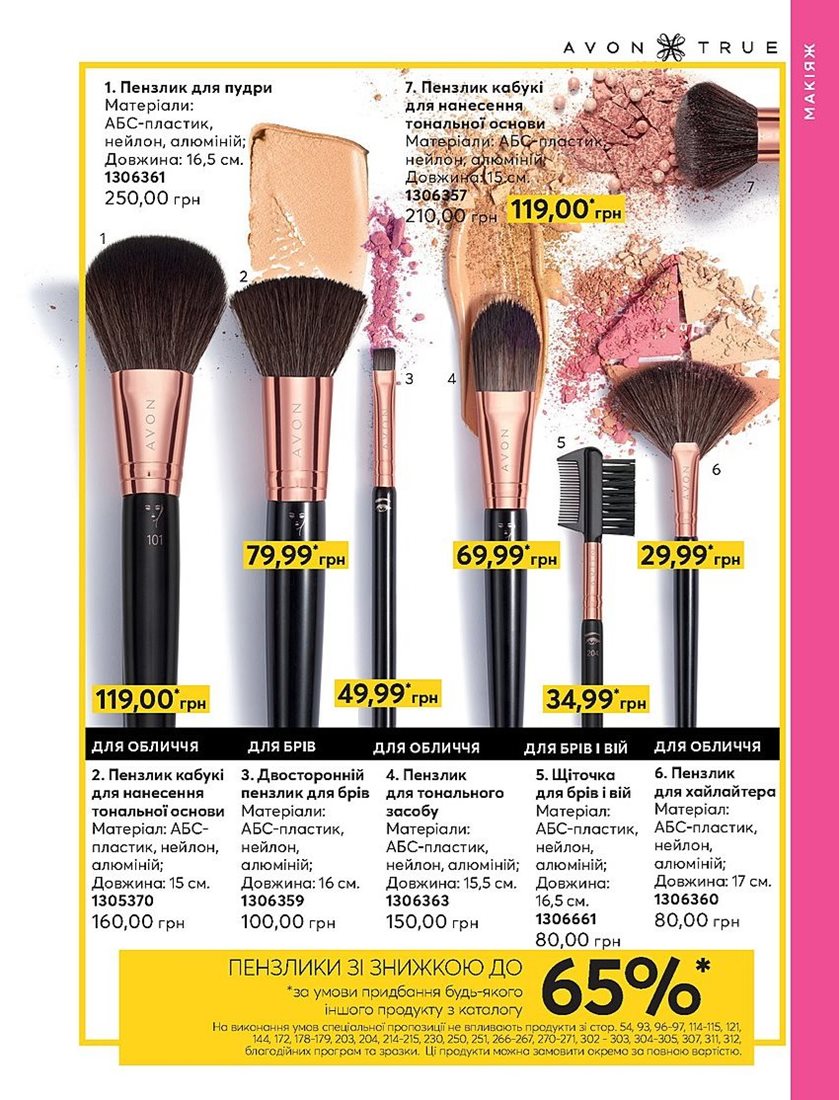 AVON TRUE
МАКІЯЖ
1. Пензлик для пудри
Матеріали:
АБС-пластик,
нейлон, алюміній;
Довжина: 16,5 см.
1306361
250,00 грн
7. Пензлик кабукі
для нанесення
тональної основи
Матеріали: АБС-пластик,
нейлон, алюміній;
Довжина: 15 см.
1306357
210,00 грн
119,00* грн
7
1
2
3
4
5
6
AVON
AVON
AVON
AVON
101
204
79,99* грн
69,99* грн
29,99* грн
119,00* грн
49,99* грн
34,99* грн
ДЛЯ ОБЛИЧЧЯ
ДЛЯ БРІВ
ДЛЯ ОБЛИЧЧЯ
ДЛЯ БРІВ І ВІЙ
ДЛЯ ОБЛИЧЧЯ
2. Пензлик кабукі
для нанесення
тональної основи
Матеріал: АБС-
пластик, нейлон,
алюміній;
Довжина: 15 см.
1305370
160,00 грн
3. Двосторонній
пензлик для брів
Матеріали:
АБС-пластик,
нейлон,
алюміній;
Довжина: 16 см.
1306359
100,00 грн
4. Пензлик
для тонального
засобу
Матеріали:
АБС-пластик,
нейлон, алюміній;
Довжина: 15,5 см.
1306363
150,00 грн
5. Щіточка
для брів і вій
Матеріал:
АБС-пластик,
нейлон,
алюміній;
Довжина:
16,5 см.
1306661
80,00 грн
6. Пензлик
для хайлайтера
Матеріал:
АБС-пластик,
нейлон,
алюміній;
Довжина: 17 см.
1306360
80,00 грн
ПЕНЗЛИКИ ЗІ ЗНИЖКОЮ ДО
65%*
*за умови придбання будь-якого
іншого продукту з каталогу
На виконання умов спеціальної пропозиції не впливають продукти зі стор. 54, 93, 96-97, 114-115, 121,
144, 172, 178-179, 203, 204, 214-215, 230, 250, 251, 266-267, 270-271, 302 - 303, 304-305, 307, 311, 312,
благодійних програм та зразки. Ці продукти можна замовити окремо за повною вартістю.